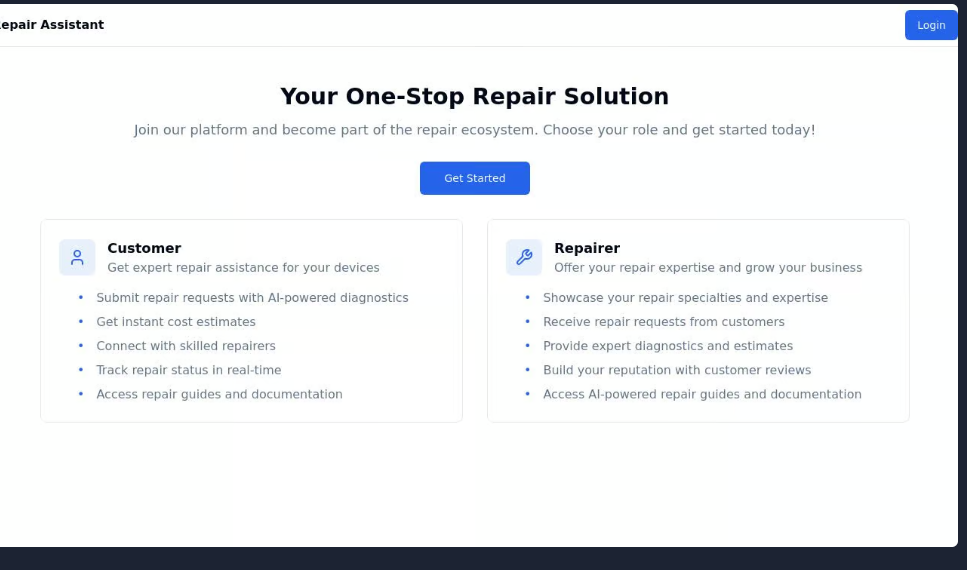 Repair Assistant
Login
Your One-Stop Repair Solution
Join our platform and become part of the repair ecosystem. Choose your role and get started today!
Get Started
Customer
Get expert repair assistance for your devices
• Submit repair requests with AI-powered diagnostics
• Get instant cost estimates
• Connect with skilled repairers
• Track repair status in real-time
• Access repair guides and documentation
Repairer
Offer your repair expertise and grow your business
• Showcase your repair specialties and expertise
• Receive repair requests from customers
• Provide expert diagnostics and estimates
• Build your reputation with customer reviews
• Access AI-powered repair guides and documentation